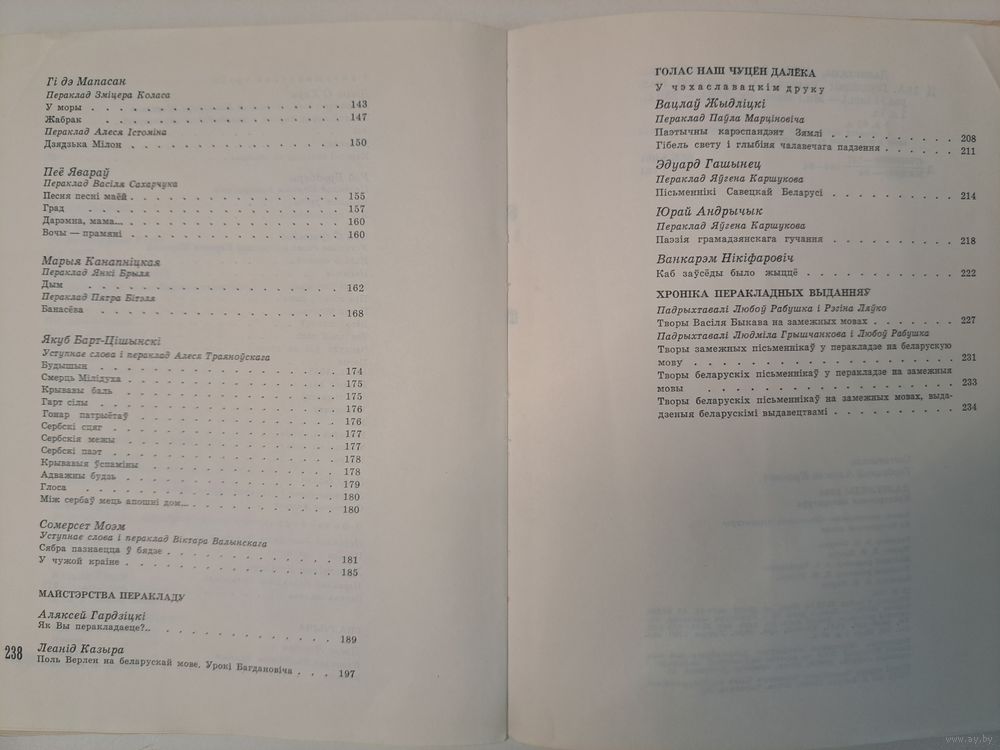 Гі дэ Мапасан
Пераклад Зміцера Коласа
У моры . . . . . . . . . . . . . . . . 143
Жабрак . . . . . . . . . . . . . . . . 147
Пераклад Алеся Істоміна
Дзядзька Мілон . . . . . . . . . . . . . . 150
Пеё Явараў
Пераклад Васіля Сахарчука
Песня песні маёй . . . . . . . . . . . . . . 155
Град . . . . . . . . . . . . . . . . 157
Дарэмна, мама... . . . . . . . . . . . . . . 160
Вочы — прамяні . . . . . . . . . . . . . . 160
Марыя Канапніцкая
Пераклад Янкі Брыля
Дым . . . . . . . . . . . . . . . . 162
Пераклад Пятра Бітэля
Банасёва . . . . . . . . . . . . . . . . 168
Якуб Барт-Цішынскі
Уступнае слова і пераклад Алеся Траяноўскага
Будышын . . . . . . . . . . . . . . . 174
Смерць Мілідуха . . . . . . . . . . . . . . 175
Крывавы баль . . . . . . . . . . . . . . 175
Гарт сілы . . . . . . . . . . . . . . . 176
Гонар патрыётаў . . . . . . . . . . . . . . 176
Сербскі сцяг . . . . . . . . . . . . . . 177
Сербскія межы . . . . . . . . . . . . . . 177
Сербскі паэт . . . . . . . . . . . . . . 178
Крывавыя ўспаміны . . . . . . . . . . . . . 178
Адважны будзь . . . . . . . . . . . . . . 179
Глоса . . . . . . . . . . . . . . . . 180
Між сербаў мець апошні дом... . . . . . . . . . . 180
Сомерсет Моэм
Уступнае слова і пераклад Віктара Валынскага
Сябра пазнаецца ў бядзе . . . . . . . . . . . 181
У чужой краіне . . . . . . . . . . . . . . 185
МАЙСТЭРСТВА ПЕРАКЛАДУ
Аляксей Гардзіцкі
Як Вы перакладаеце?.. . . . . . . . . . . . . 189
Леанід Казыра
Поль Верлен на беларускай мове. Урокі Багдановіча . . . 197
238
ГОЛАС НАШ ЧУЦЁН ДАЛЁКА
У чэхаславацкім друку
Вацлаў Жыдліцкі
Пераклад Паўла Марціновіча
Паэтычны карэспандэнт Зямлі . . . . . . . . . 208
Гібель свету і глыбіня чалавечага падзення . . . . . . 211
Эдуард Гашынец
Пераклад Яўгена Каршукова
Пісьменнікі Савецкай Беларусі . . . . . . . . . 214
Юрай Андрычык
Пераклад Яўгена Каршукова
Паэзія грамадзянскага гучання . . . . . . . . . 218
Ванкарэм Нікіфаровіч
Каб заўсёды было жыццё . . . . . . . . . . . 222
ХРОНІКА ПЕРАКЛАДНЫХ ВЫДАННЯЎ
Падрыхтавалі Любоў Рабушка і Рэгіна Ляўко
Творы Васіля Быкава на замежных мовах . . . . . . . 227
Падрыхтавалі Людміла Грышчанкова і Любоў Рабушка
Творы замежных пісьменнікаў у перакладзе на беларускую
мову . . . . . . . . . . . . . . . . 231
Творы беларускіх пісьменнікаў у перакладзе на замежныя
мовы . . . . . . . . . . . . . . . . 233
Творы беларускіх пісьменнікаў на замежных мовах, выда-
дзеныя беларускімі выдавецтвамі . . . . . . . . . 234
www.ay.by